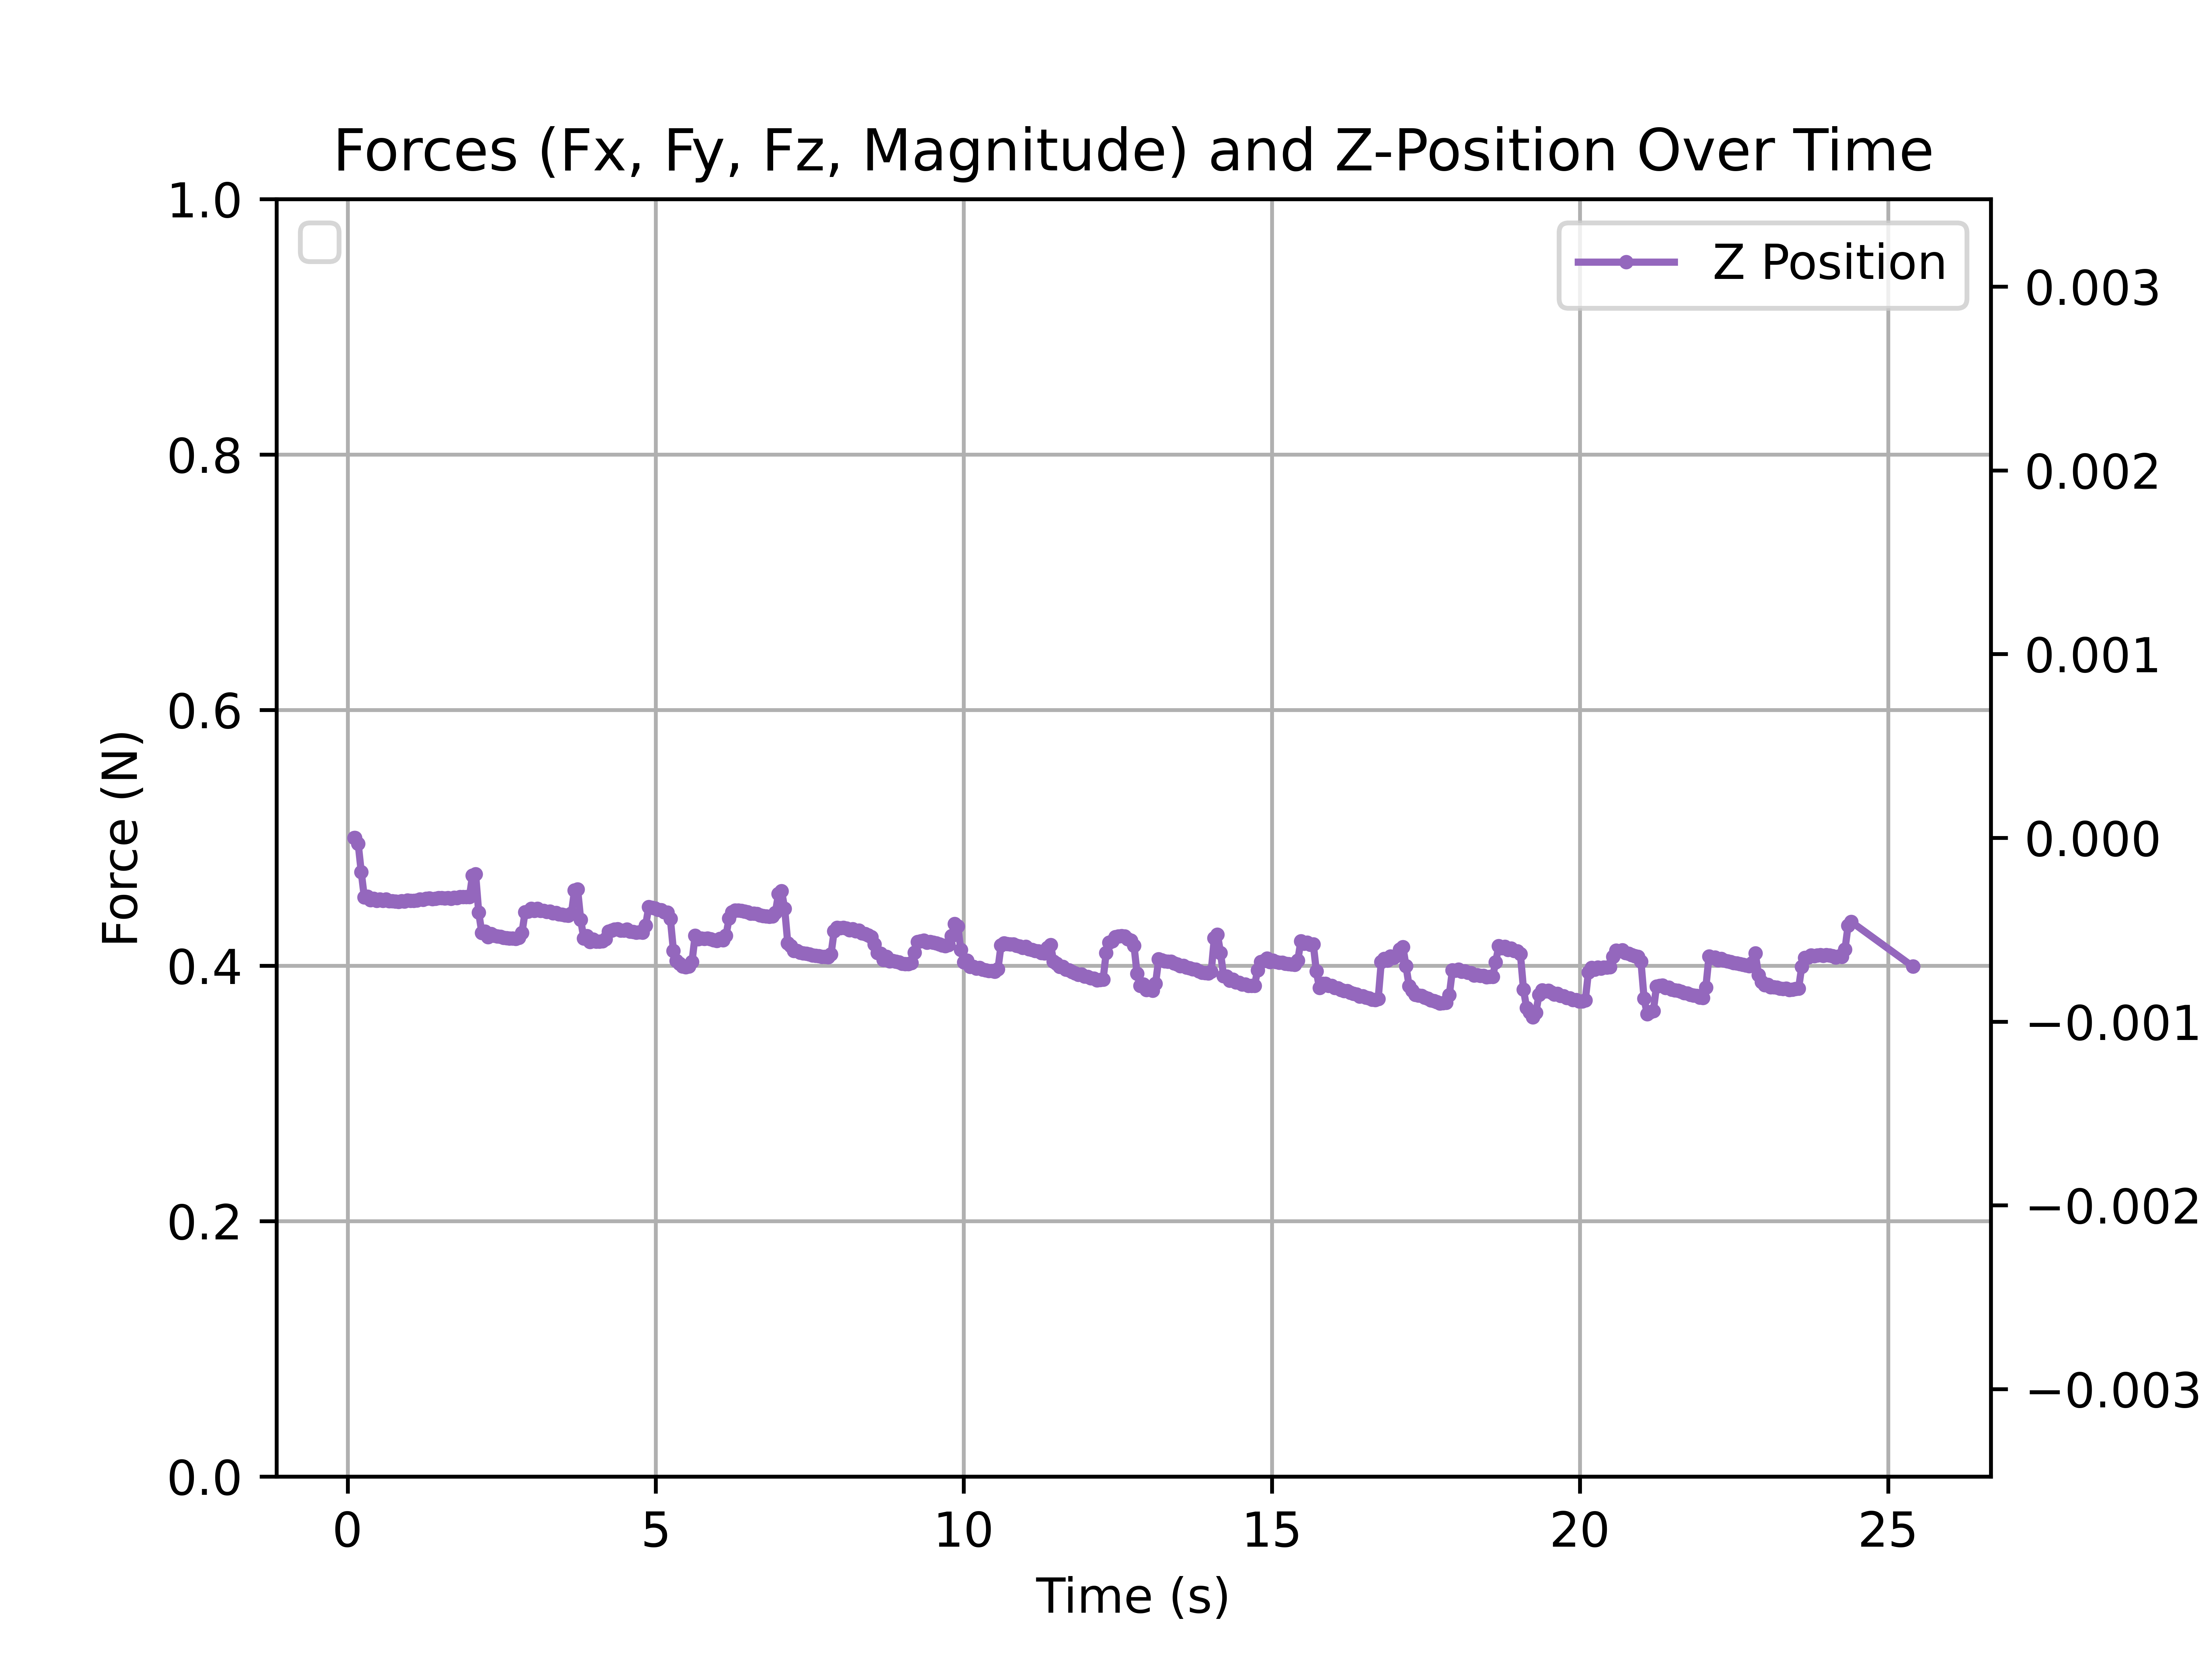 Forces (Fx, Fy, Fz, Magnitude) and Z-Position Over Time
Z Position
1.0
0.8
0.6
0.4
0.2
0.0
Force (N)
0.003
0.002
0.001
0.000
−0.001
−0.002
−0.003
0 5 10 15 20 25
Time (s)